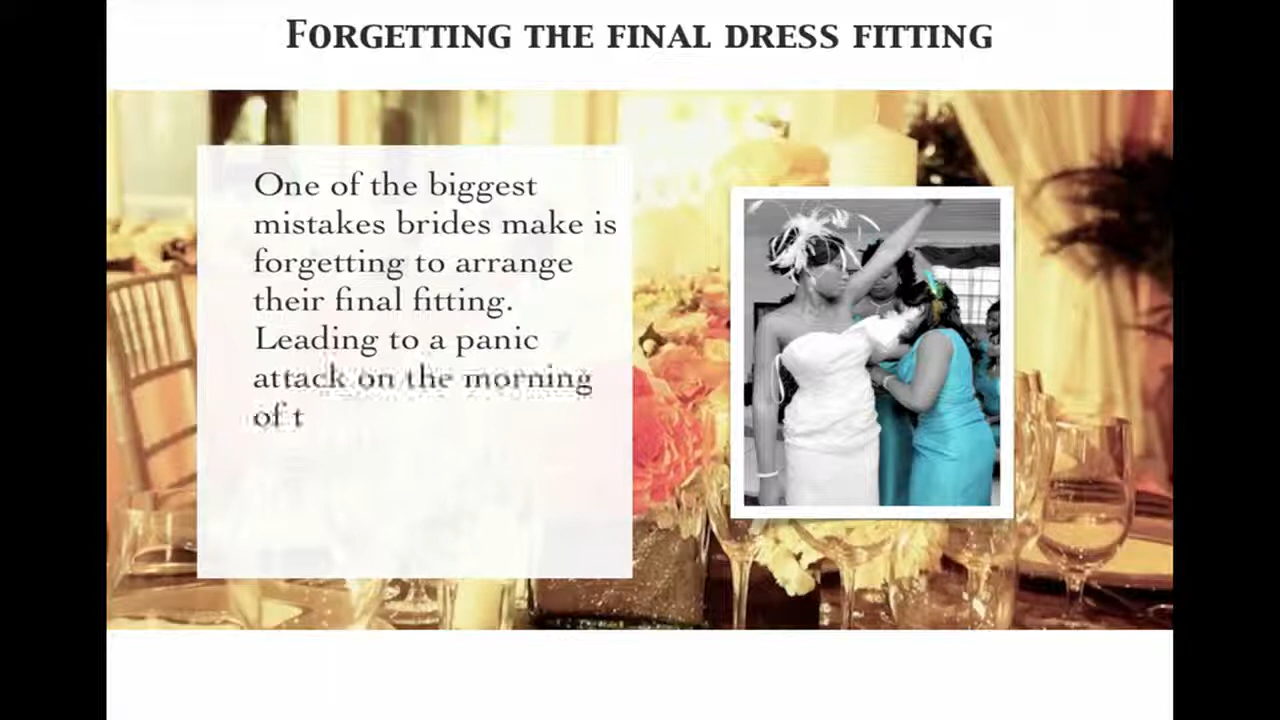 FORGETTING THE FINAL DRESS FITTING
One of the biggest
mistakes brides make is
forgetting to arrange
their final fitting.
Leading to a panic
attack on the morning
of t